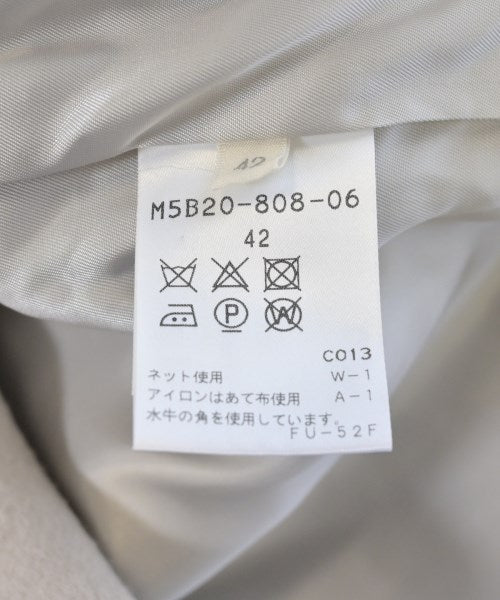 42
M5B20-808-06
42
P W
C013
ネット使用 W-1
アイロンはあて布使用 A-1
水牛の角を使用しています。
FU-52F